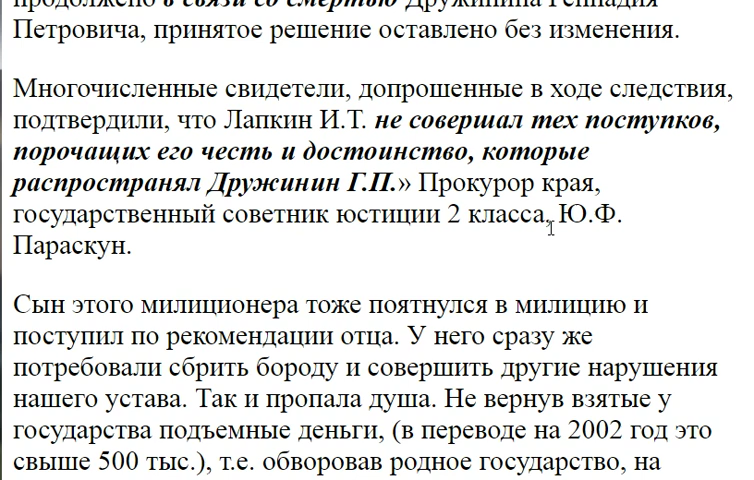 продолжено в связи со смертью Дружинина Геннадия
Петровича, принятое решение оставлено без изменения.
Многочисленные свидетели, допрошенные в ходе следствия,
подтвердили, что Лапкин И.Т. не совершал тех поступков,
порочащих его честь и достоинство, которые
распространял Дружинин Г.П.» Прокурор края,
государственный советник юстиции 2 класса, Ю.Ф.
Параскун.
Сын этого милиционера тоже поятнулся в милицию и
поступил по рекомендации отца. У него сразу же
потребовали сбрить бороду и совершить другие нарушения
нашего устава. Так и пропала душа. Не вернув взятые у
государства подъемные деньги, (в переводе на 2002 год это
свыше 500 тыс.), т.е. обворовав родное государство, на